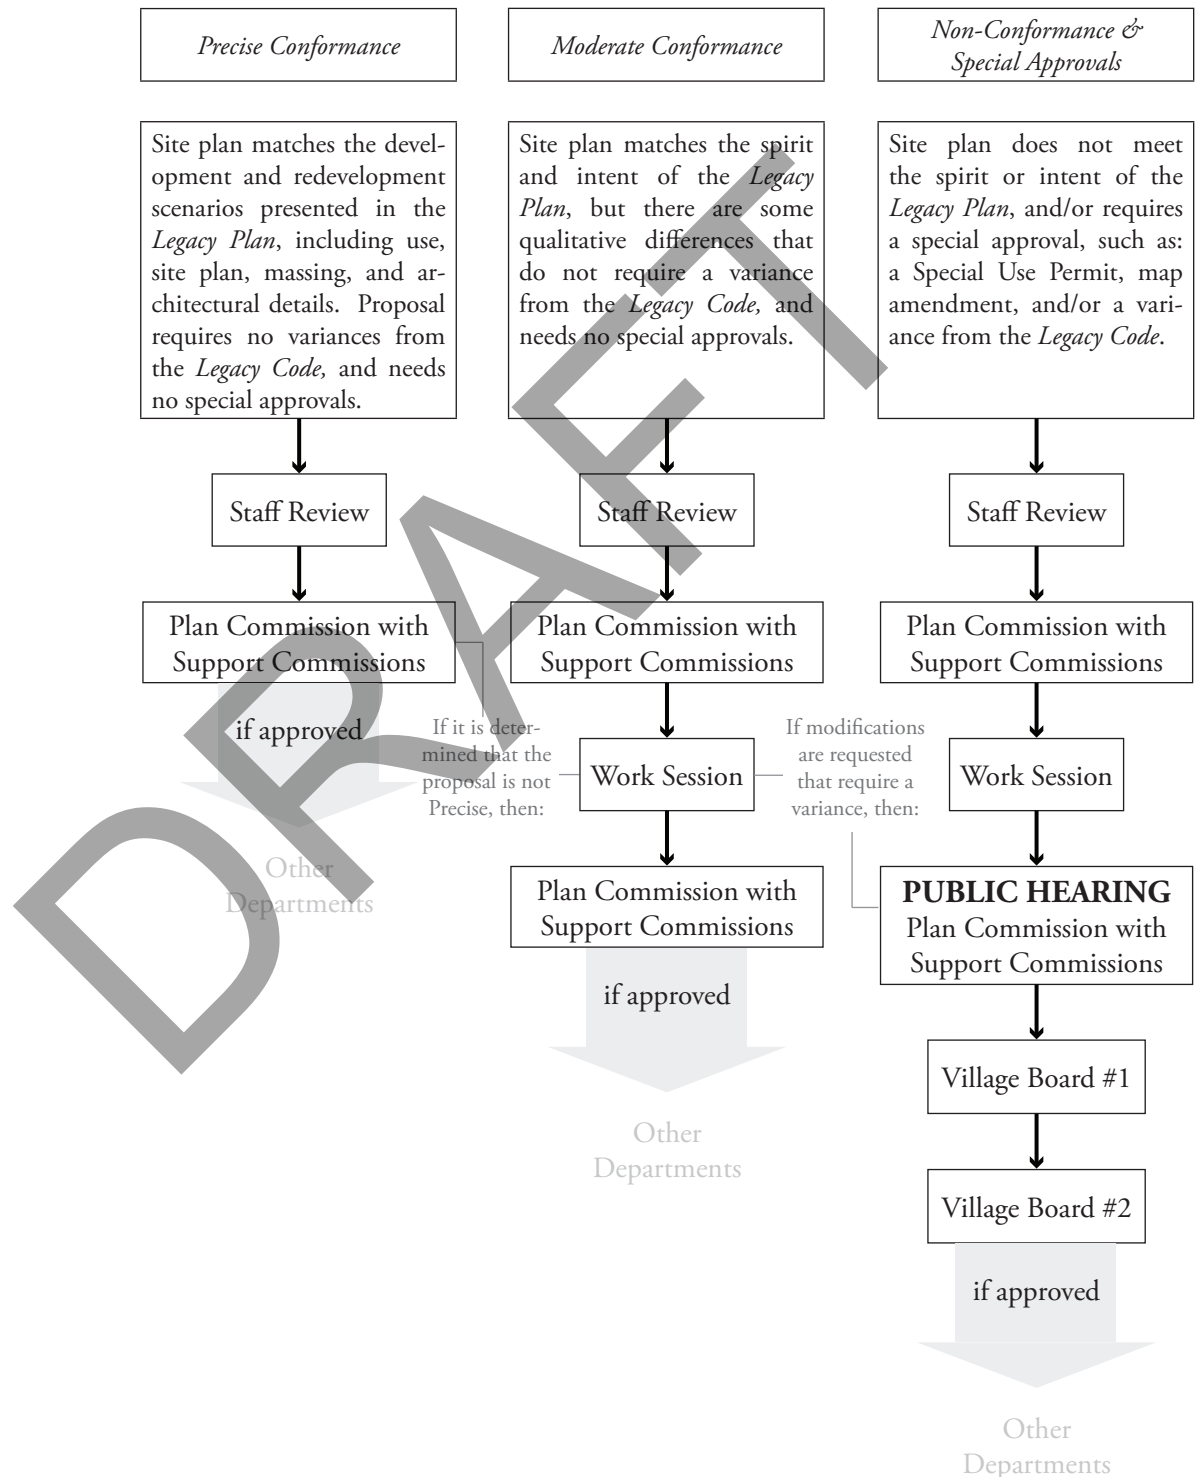 Precise Conformance
Site plan matches the devel-
opment and redevelopment
scenarios presented in the
Legacy Plan, including use,
site plan, massing, and ar-
chitectural details. Proposal
requires no variances from
the Legacy Code, and needs
no special approvals.
Staff Review
Plan Commission with
Support Commissions
if approved
Other
Departments
If it is deter-
mined that the
proposal is not
Precise, then:
Moderate Conformance
Site plan matches the spirit
and intent of the Legacy
Plan, but there are some
qualitative differences that
do not require a variance
from the Legacy Code, and
needs no special approvals.
Staff Review
Plan Commission with
Support Commissions
Work Session
Plan Commission with
Support Commissions
if approved
Other
Departments
If modifications
are requested
that require a
variance, then:
Non-Conformance &
Special Approvals
Site plan does not meet
the spirit or intent of the
Legacy Plan, and/or requires
a special approval, such as:
a Special Use Permit, map
amendment, and/or a vari-
ance from the Legacy Code.
Staff Review
Plan Commission with
Support Commissions
Work Session
PUBLIC HEARING
Plan Commission with
Support Commissions
Village Board #1
Village Board #2
if approved
Other
Departments
DRAFT